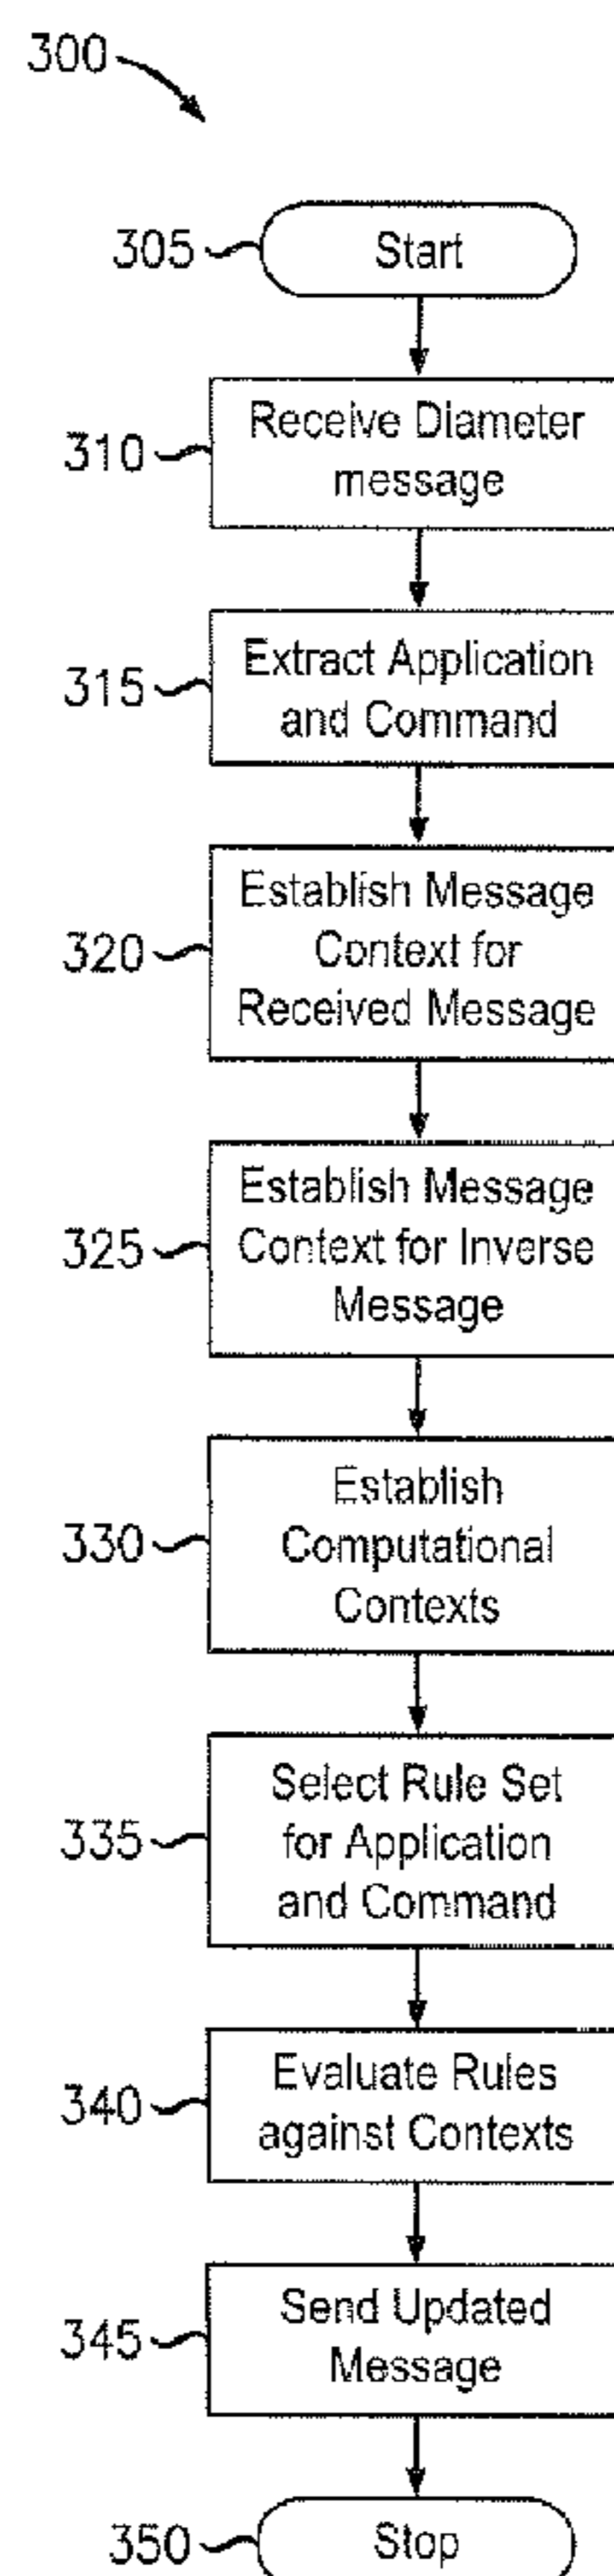 300
305
Start
310
Receive Diameter
message
315
Extract Application
and Command
320
Establish Message
Context for
Received Message
325
Establish Message
Context for Inverse
Message
330
Establish
Computational
Contexts
335
Select Rule Set
for Application
and Command
340
Evaluate Rules
against Contexts
345
Send Updated
Message
350
Stop